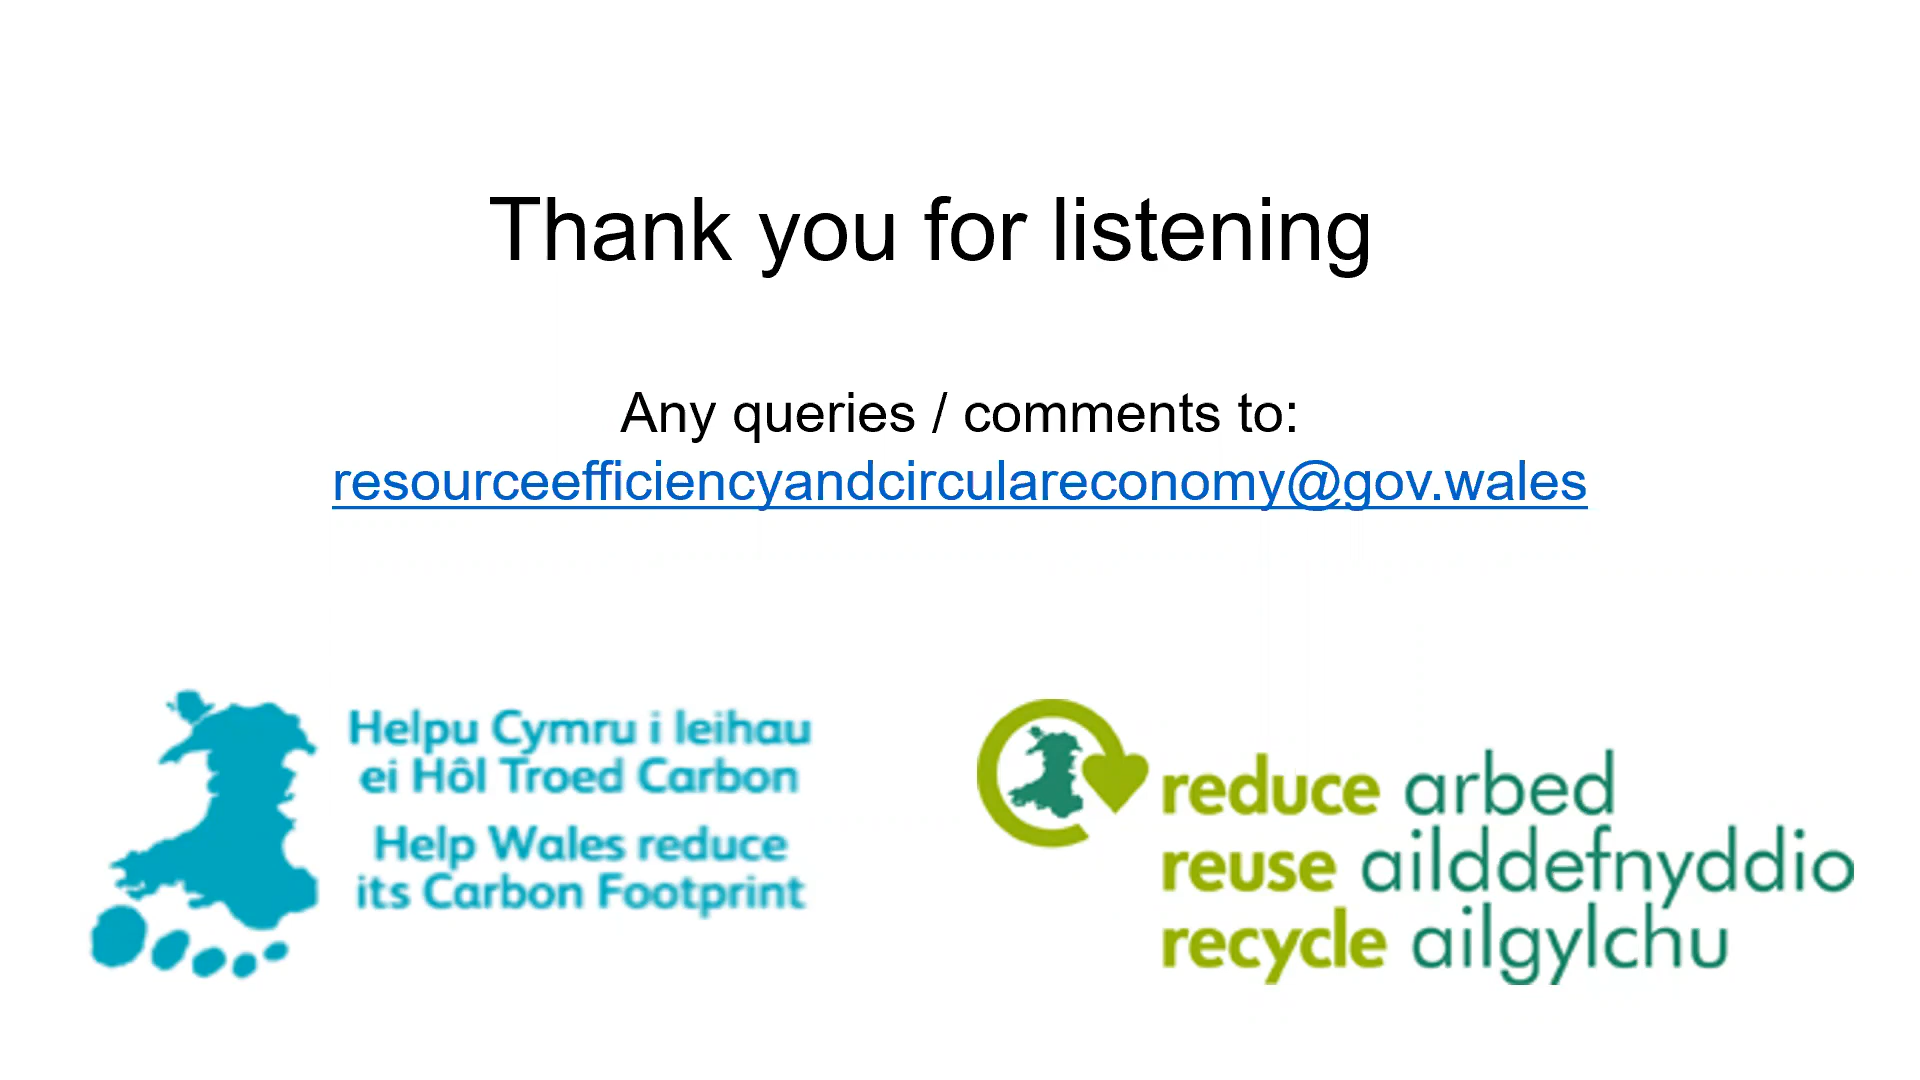 Thank you for listening
Any queries / comments to:
resourceefficiencyandcirculareconomy@gov.wales
Helpu Cymru i leihau
ei Hôl Troed Carbon
Help Wales reduce
its Carbon Footprint
reduce arbed
reuse ailddefnyddio
recycle ailgylchu